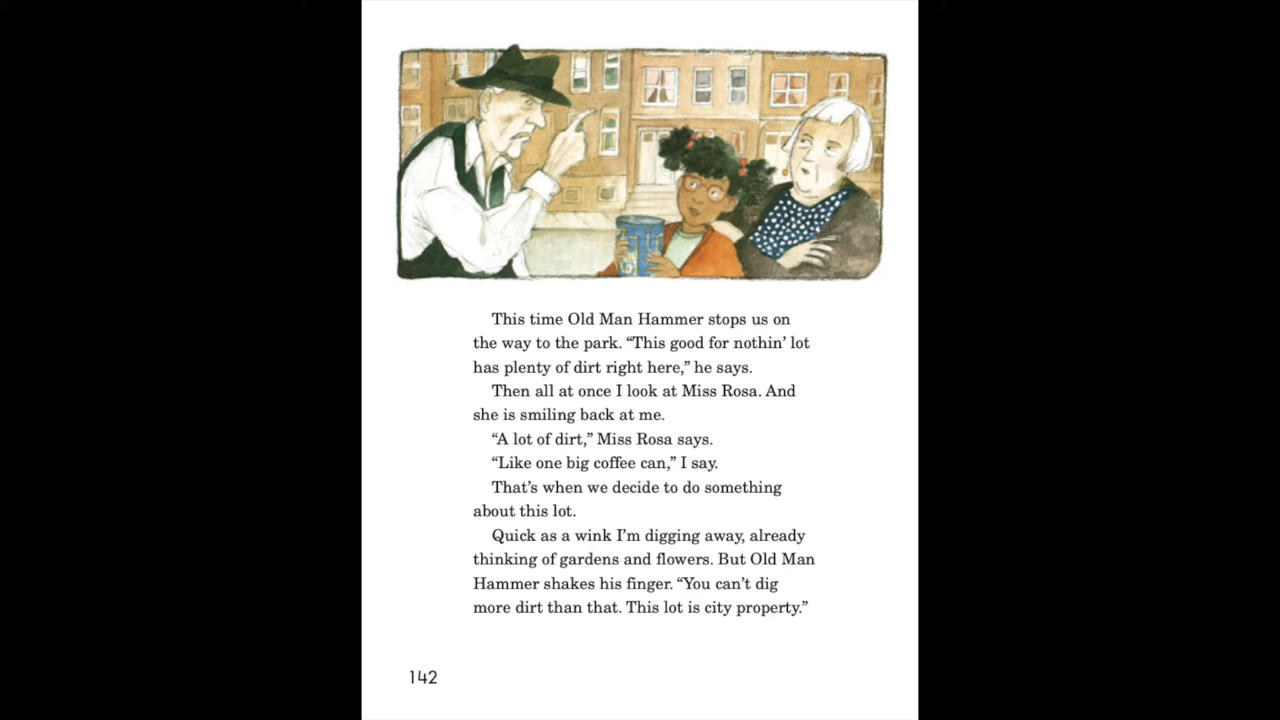 This time Old Man Hammer stops us on
the way to the park. “This good for nothin’ lot
has plenty of dirt right here,” he says.
Then all at once I look at Miss Rosa. And
she is smiling back at me.
“A lot of dirt,” Miss Rosa says.
“Like one big coffee can,” I say.
That’s when we decide to do something
about this lot.
Quick as a wink I’m digging away, already
thinking of gardens and flowers. But Old Man
Hammer shakes his finger. “You can’t dig
more dirt than that. This lot is city property.”
142